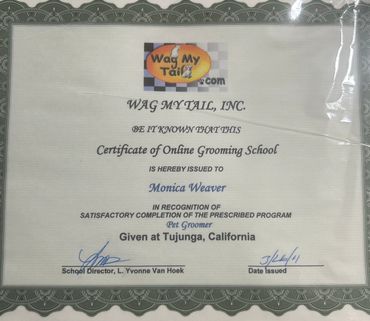 Wag My
Tail
.com
WAG MY TAIL, INC.
BE IT KNOWN THAT THIS
Certificate of Online Grooming School
IS HEREBY ISSUED TO
Monica Weaver
IN RECOGNITION OF
SATISFACTORY COMPLETION OF THE PRESCRIBED PROGRAM
Pet Groomer
Given at Tujunga, California
School Director, L. Yvonne Van Hoek
Date Issued